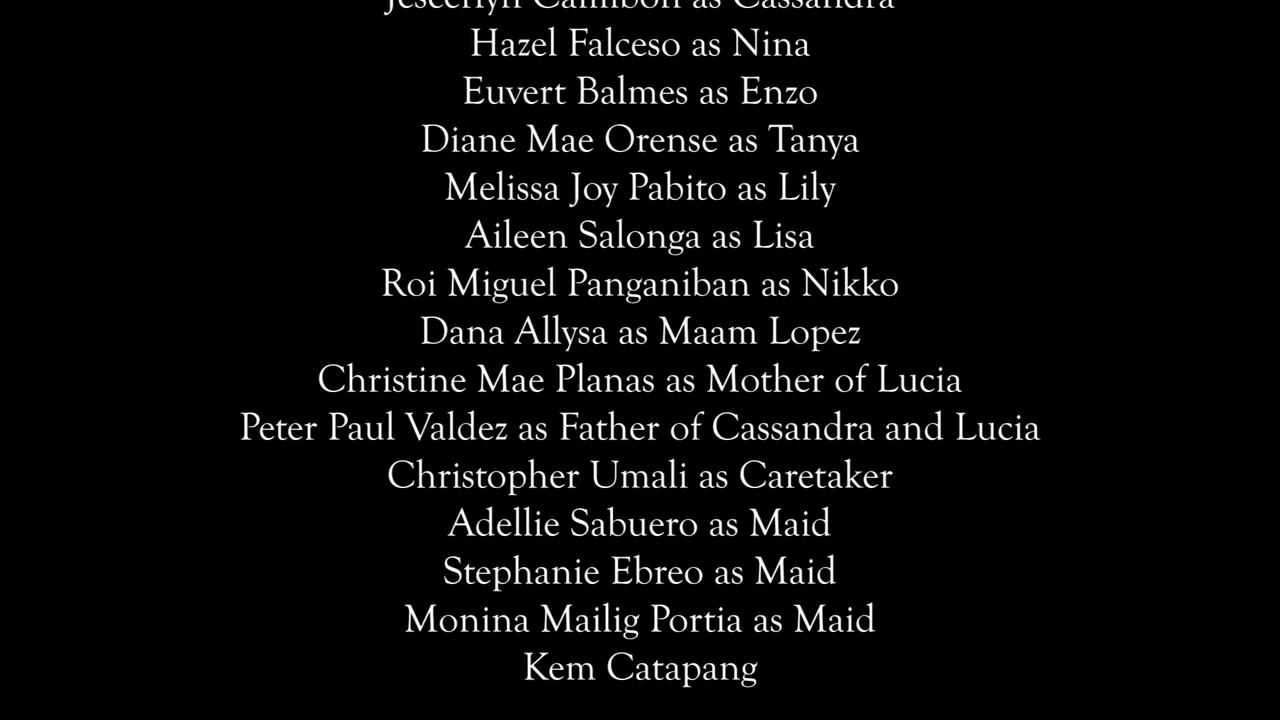 as Cassandra
Hazel Falceso as Nina
Euvert Balmes as Enzo
Diane Mae Orense as Tanya
Melissa Joy Pabito as Lily
Aileen Salonga as Lisa
Roi Miguel Panganiban as Nikko
Dana Allysa as Maam Lopez
Christine Mae Planas as Mother of Lucia
Peter Paul Valdez as Father of Cassandra and Lucia
Christopher Umali as Caretaker
Adellie Sabuero as Maid
Stephanie Ebreo as Maid
Monina Mailig Portia as Maid
Kem Catapang